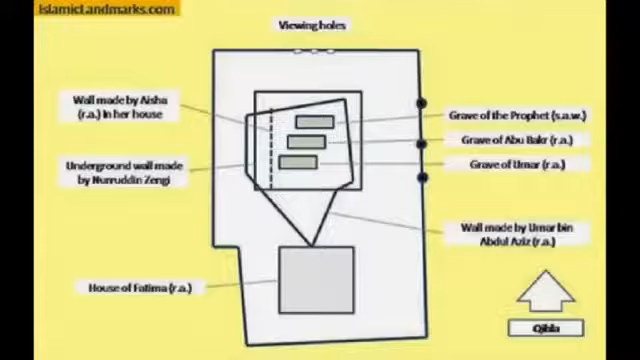 IslamicLandmarks.com
Viewing holes
Wall made by Aisha
(r.a.) In her house
Grave of the Prophet (s.a.w.)
Grave of Abu Bakr (r.a.)
Grave of Umar (r.a.)
Underground wall made
by Nurruddin Zengi
Wall made by Umar bin
Abdul Aziz (r.a.)
House of Fatima (r.a.)
Qibla